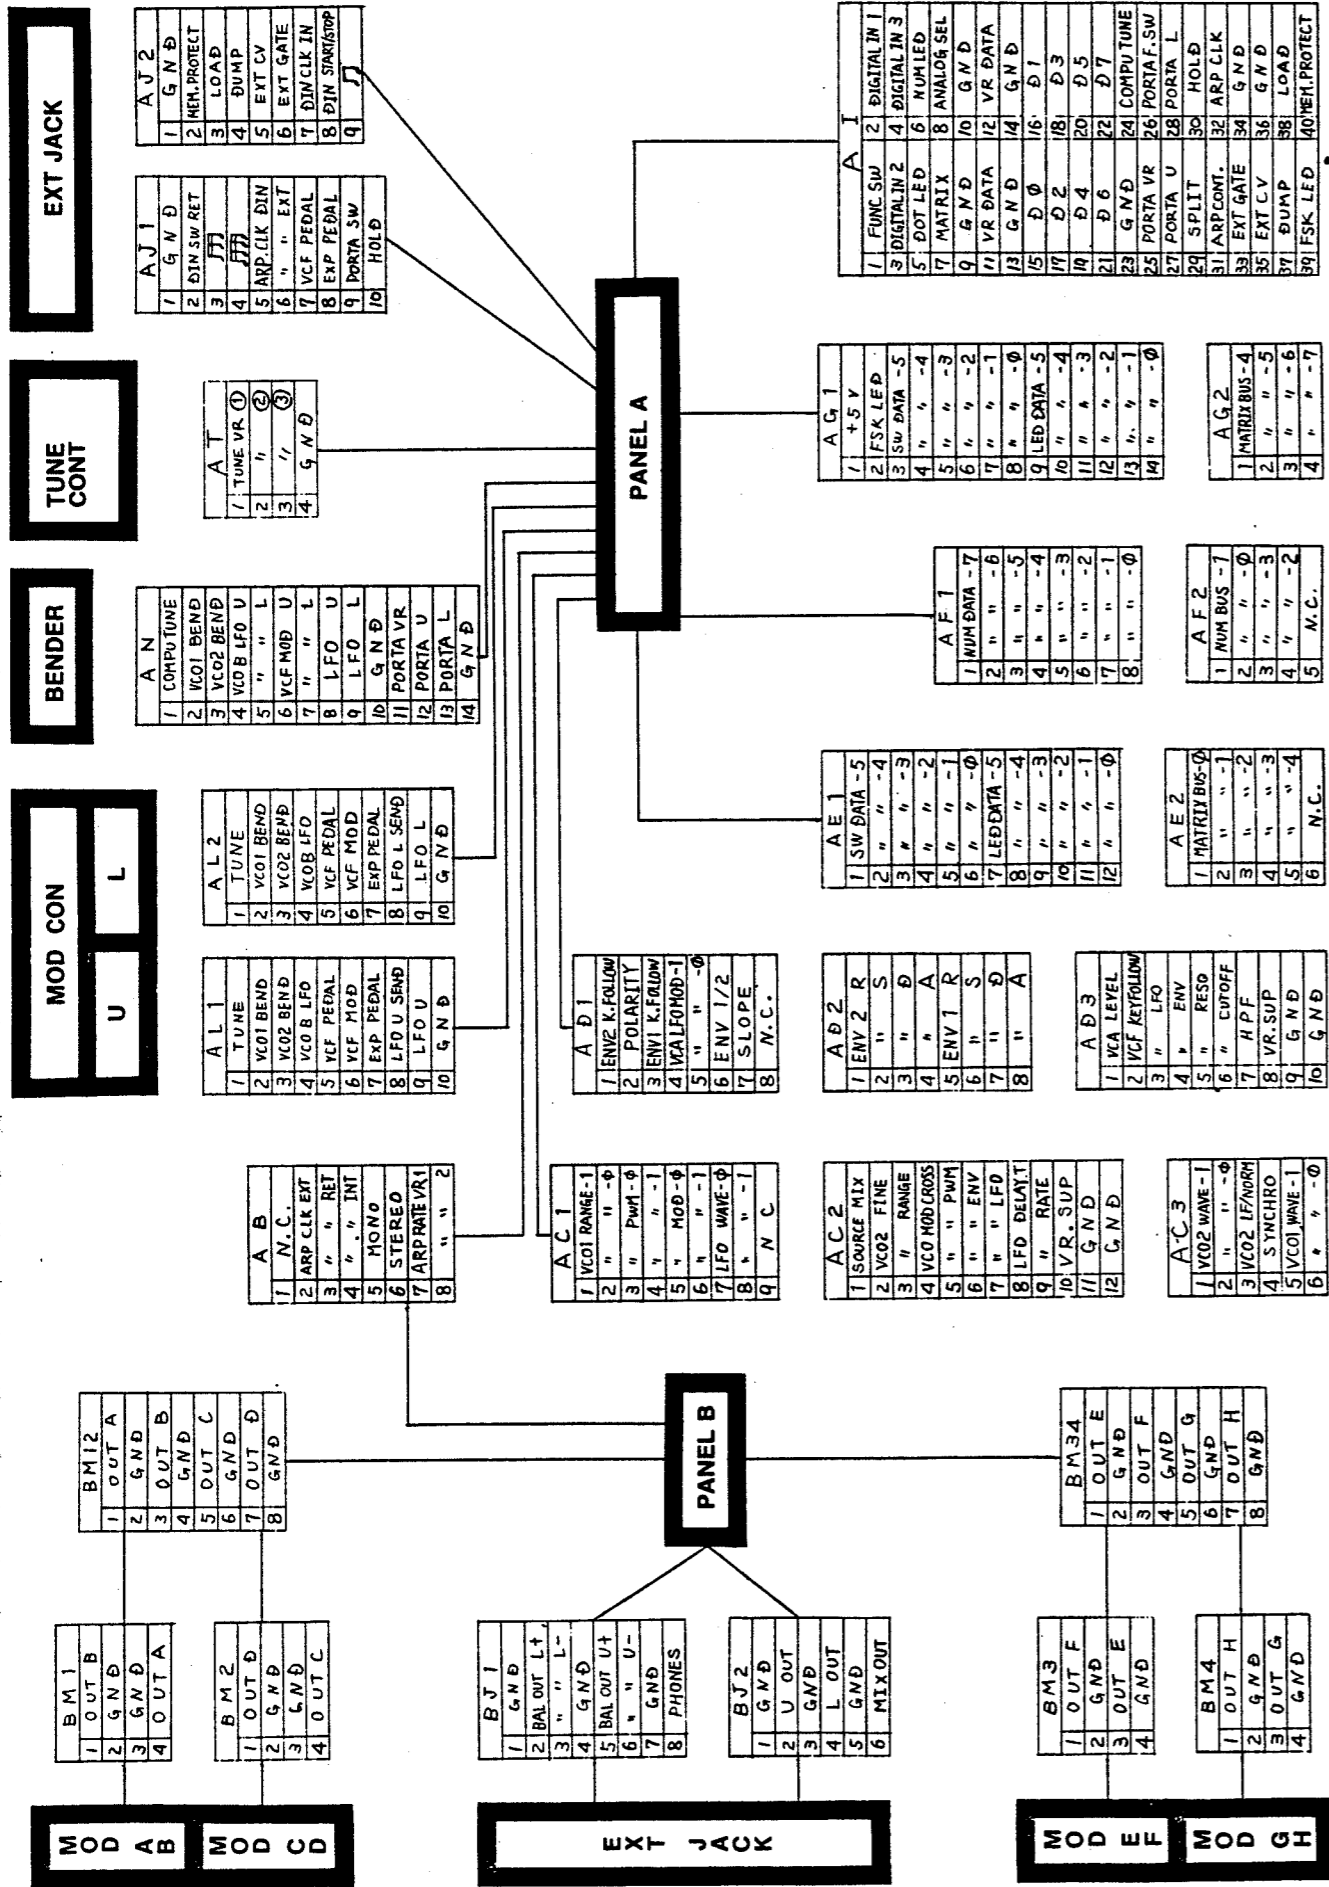 MOD CON
U L
BENDER
TUNE
CONT
EXT JACK
AL 1
1 TUNE
2 VCO1 BEND
3 VCO2 BEND
4 VCO B LFO
5 VCF PEDAL
6 VCF MOD
7 EXP PEDAL
8 LFO U SEND
9 LFO U
10 GND
AL 2
1 TUNE
2 VCO1 BEND
3 VCO2 BEND
4 VCOB LFO
5 VCF PEDAL
6 VCF MOD
7 EXP PEDAL
8 LFO L SEND
9 LFO L
10 GND
AN
1 COMPUTUNE
2 VCO1 BEND
3 VCO2 BEND
4 VCO B LFO U
5 " " L
6 VCF MOD U
7 " " L
8 LFO U
9 LFO L
10 GND
11 PORTA VR
12 PORTA U
13 PORTA L
14 GND
AT
1 TUNE VR ①
2 " ②
3 " ③
4 GND
AJ 1
1 GND
2 DIN SW RET
3
4
5 ARP.CLK DIN
6 " " EXT
7 VCF PEDAL
8 EXP PEDAL
9 PORTA SW
10 HOLD
AJ 2
1 GND
2 MEM.PROTECT
3 LOAD
4 DUMP
5 EXT CV
6 EXT GATE
7 DIN CLK IN
8 DIN START/STOP
9
BM 12
1 OUT A
2 GND
3 OUT B
4 GND
5 OUT C
6 GND
7 OUT D
8 GND
AB
1 N.C.
2 ARP CLK EXT
3 " " RET
4 " . " INT
5 MONO
6 STEREO
7 ARP RATE VR 1
8 " " 2
BM 1
1 OUT B
2 GND
3 GND
4 OUT A
BM 2
1 OUT D
2 GND
3 GND
4 OUT C
MOD AB
MOD CD
BJ 1
1 GND
2 BAL OUT L+
3 " " L-
4 GND
5 BAL OUT U+
6 " " U-
7 GND
8 PHONES
BJ 2
1 GND
2 U OUT
3 GND
4 L OUT
5 GND
6 MIX OUT
EXT JACK
PANEL B
PANEL A
BM 3
1 OUT F
2 GND
3 OUT E
4 GND
BM 4
1 OUT H
2 GND
3 OUT G
4 GND
MOD EF
MOD GH
BM 34
1 OUT E
2 GND
3 OUT F
4 GND
5 OUT G
6 GND
7 OUT H
8 GND
AC 1
1 VCO1 RANGE-1
2 " " -0
3 " PWM-0
4 " " -1
5 " MOD-0
6 " " -1
7 LFO WAVE-0
8 " " -1
9 N C
AC 2
1 SOURCE MIX
2 VCO2 FINE
3 " RANGE
4 VCO MOD CROSS
5 " " PWM
6 " " ENV
7 " " LFO
8 LFO DELAY.T
9 " RATE
10 VR. SUP
11 GND
12 GND
A-C 3
1 VCO2 WAVE-1
2 " " -0
3 VCO2 LF/NORM
4 SYNCHRO
5 VCO1 WAVE-1
6 " " -0
AD 1
1 ENV2 K.FOLLOW
2 POLARITY
3 ENV1 K.FOLLOW
4 VCA LFO MOD-1
5 " " -0
6 ENV 1/2
7 SLOPE
8 N.C.
AD 2
1 ENV 2 R
2 " S
3 " D
4 " A
5 ENV 1 R
6 " S
7 " D
8 " A
AD 3
1 VCA LEVEL
2 VCF KEYFOLLOW
3 " LFO
4 " ENV
5 " RESO
6 " CUTOFF
7 HPF
8 VR. SUP
9 GND
10 GND
AE 1
1 SW DATA -5
2 " " -4
3 " " -3
4 " " -2
5 " " -1
6 " " -0
7 LED DATA -5
8 " " -4
9 " " -3
10 " " -2
11 " " -1
12 " " -0
AE 2
1 MATRIX BUS-0
2 " " -1
3 " " -2
4 " " -3
5 " " -4
6 N.C.
AF 1
1 NUM DATA -7
2 " " -6
3 " " -5
4 " " -4
5 " " -3
6 " " -2
7 " " -1
8 " " -0
AF 2
1 NUM BUS -1
2 " " -0
3 " " -3
4 " " -2
5 N.C.
AG 1
1 +5 V
2 FSK LED
3 SW DATA -5
4 " " -4
5 " " -3
6 " " -2
7 " " -1
8 " " -0
9 LED DATA -5
10 " " -4
11 " " -3
12 " " -2
13 " " -1
14 " " -0
AG 2
1 MATRIX BUS-4
2 " " -5
3 " " -6
4 " " -7
AI
1 FUNC SW 2 DIGITAL IN 1
3 DIGITAL IN 2 4 DIGITAL IN 3
5 DOT LED 6 NUM LED
7 MATRIX 8 ANALOG SEL
9 GND 10 GND
11 VR DATA 12 VR DATA
13 GND 14 GND
15 D0 16 D1
17 D2 18 D3
19 D4 20 D5
21 D6 22 D7
23 GND 24 COMPUTUNE
25 PORTA VR 26 PORTA F.SW
27 PORTA U 28 PORTA L
29 SPLIT 30 HOLD
31 ARP CONT. 32 ARP CLK
33 EXT GATE 34 GND
35 EXT CV 36 GND
37 DUMP 38 LOAD
39 FSK LED 40 MEM.PROTECT